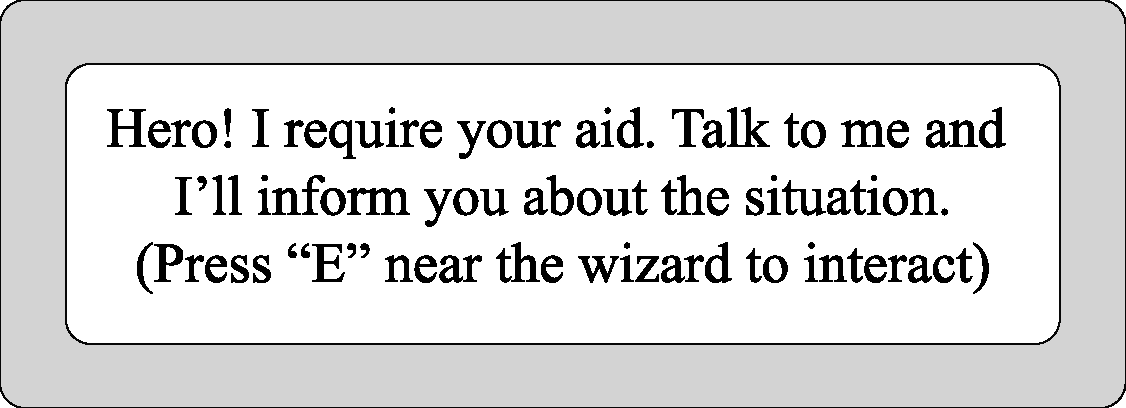 Hero! I require your aid. Talk to me and
I’ll inform you about the situation.
(Press “E” near the wizard to interact)